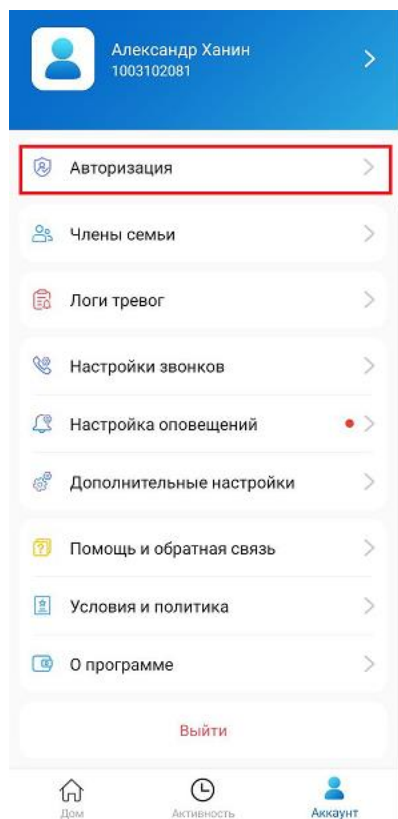 Александр Ханин
1003102081
Авторизация
Члены семьи
Логи тревог
Настройки звонков
Настройка оповещений
Дополнительные настройки
Помощь и обратная связь
Условия и политика
О программе
Выйти
Дом
Активность
Аккаунт